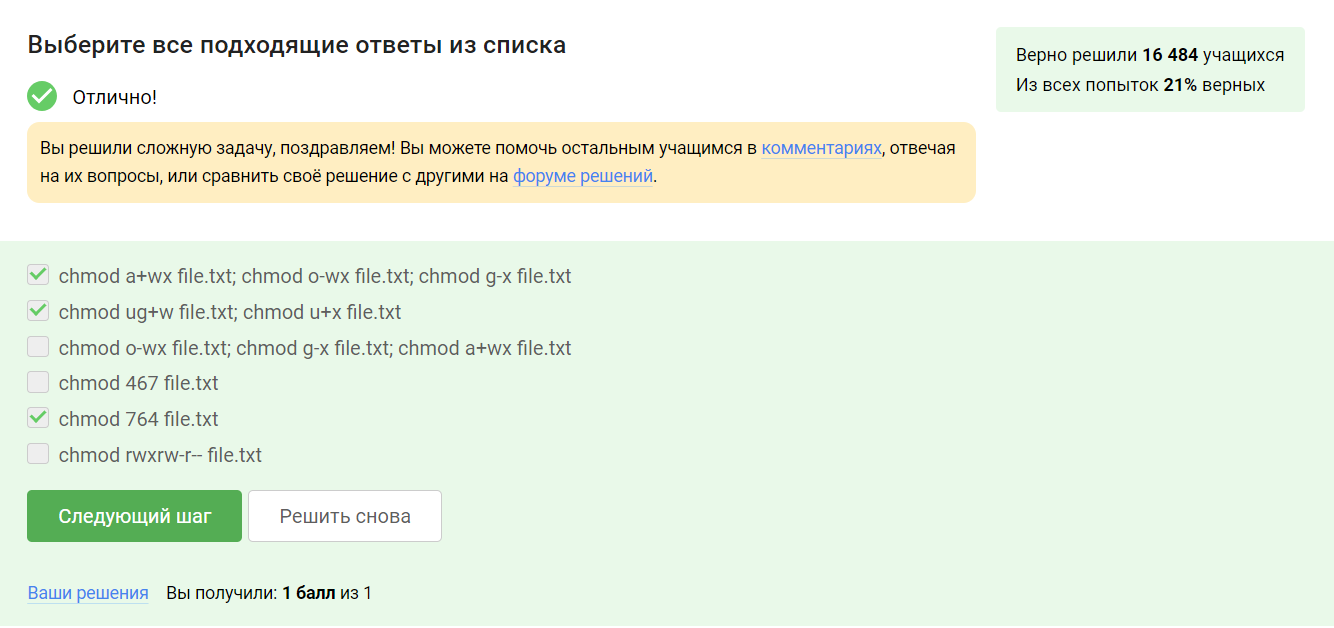 Выберите все подходящие ответы из списка
Верно решили 16 484 учащихся
Из всех попыток 21% верных
Отлично!
Вы решили сложную задачу, поздравляем! Вы можете помочь остальным учащимся в комментариях, отвечая
на их вопросы, или сравнить своё решение с другими на форуме решений.
chmod a+wx file.txt; chmod o-wx file.txt; chmod g-x file.txt
chmod ug+w file.txt; chmod u+x file.txt
chmod o-wx file.txt; chmod g-x file.txt; chmod a+wx file.txt
chmod 467 file.txt
chmod 764 file.txt
chmod rwxrw-r-- file.txt
Следующий шаг
Решить снова
Ваши решения Вы получили: 1 балл из 1